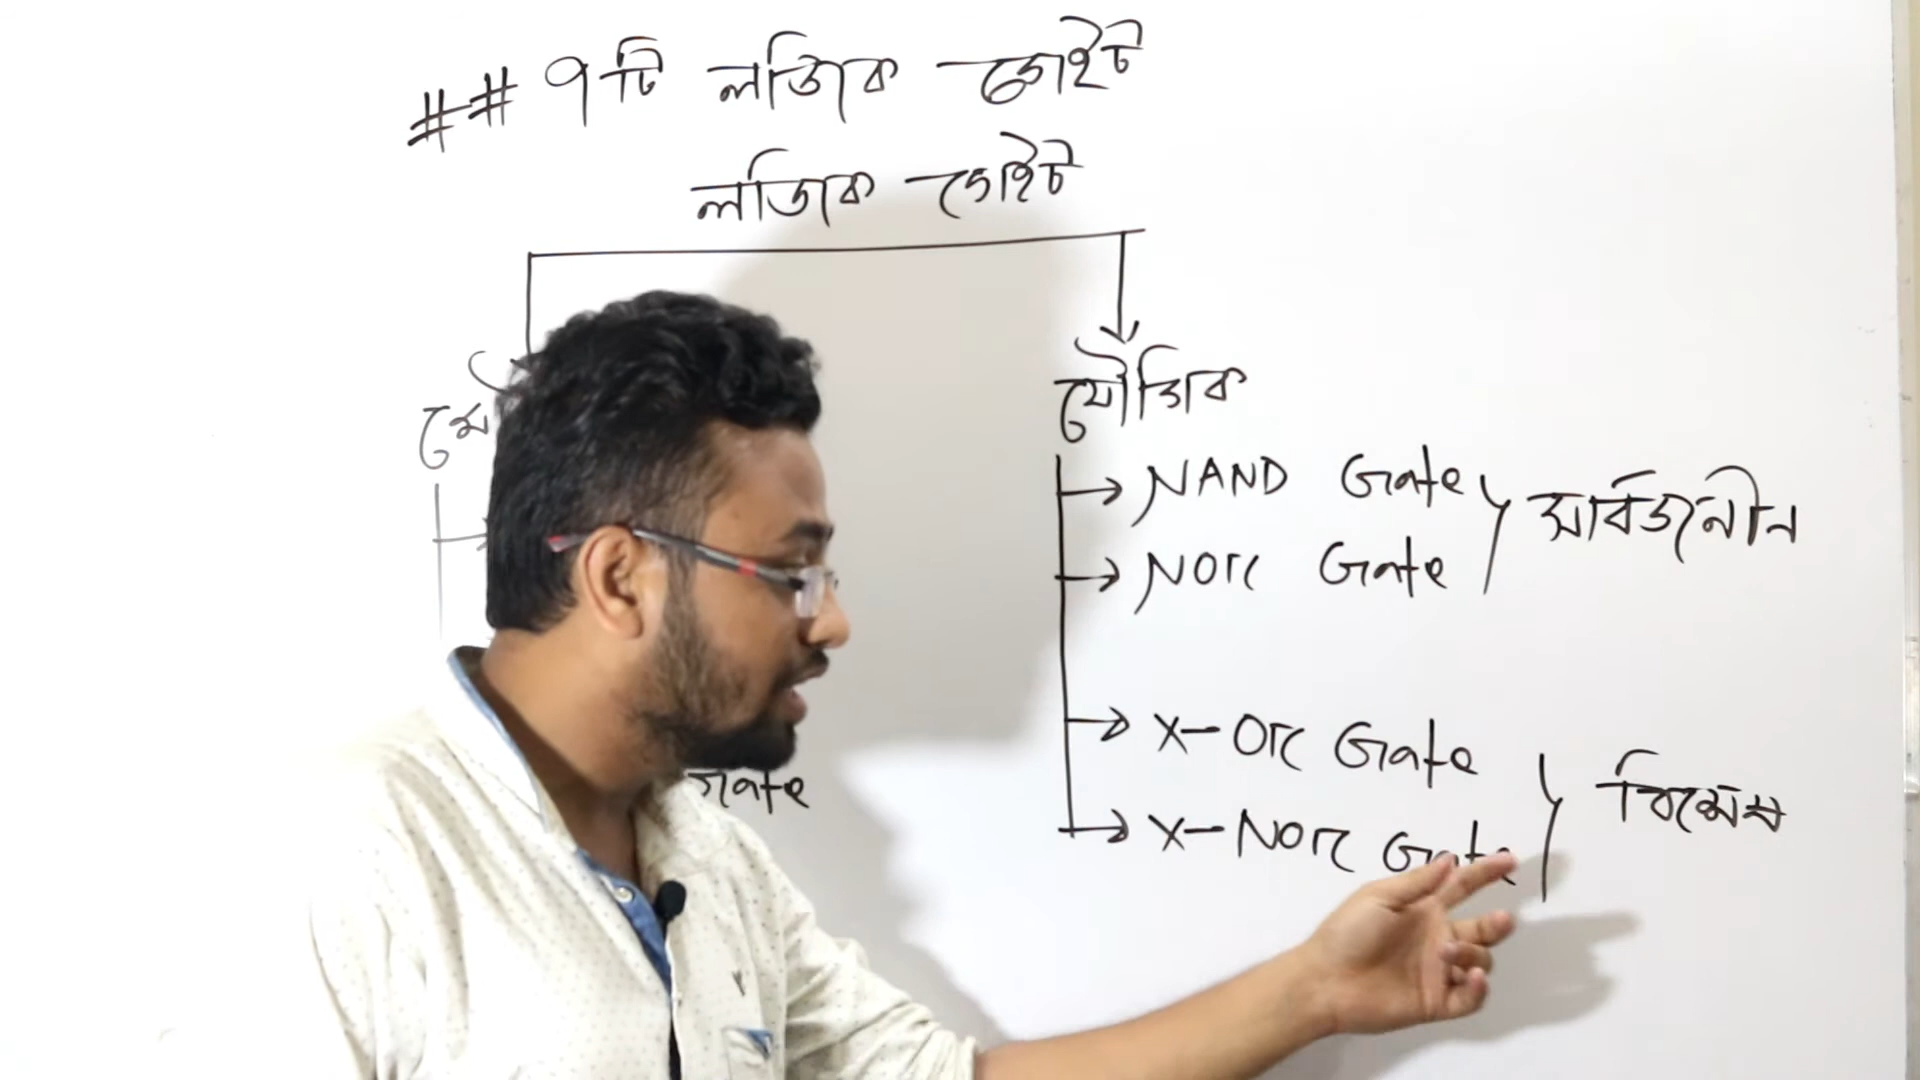 ## ৭টি লজিক গেইট
লজিক গেইট
যৌগিক
NAND Gate
NOR Gate
সার্বজনীন
X-OR Gate
X-NOR Gate
বিশেষ
Gate